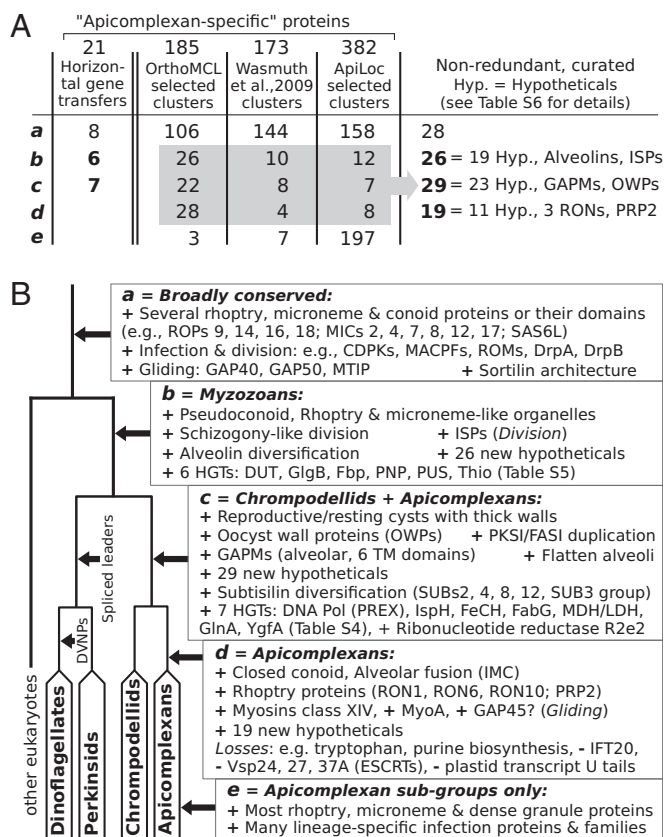 A
"Apicomplexan-specific" proteins
21 185 173 382
Horizon-tal gene transfers
OrthoMCL selected clusters
Wasmuth et al.,2009 clusters
ApiLoc selected clusters
Non-redundant, curated
Hyp. = Hypotheticals
(see Table S6 for details)
a 8 106 144 158 28
b 6 26 10 12 26 = 19 Hyp., Alveolins, ISPs
c 7 22 8 7 29 = 23 Hyp., GAPMs, OWPs
d 28 4 8 19 = 11 Hyp., 3 RONs, PRP2
e 3 7 197
B
a = Broadly conserved:
+ Several rhoptry, microneme & conoid proteins or their domains
(e.g., ROPs 9, 14, 16, 18; MICs 2, 4, 7, 8, 12, 17; SAS6L)
+ Infection & division: e.g., CDPKs, MACPFs, ROMs, DrpA, DrpB
+ Gliding: GAP40, GAP50, MTIP + Sortilin architecture
b = Myzozoans:
+ Pseudoconoid, Rhoptry & microneme-like organelles
+ Schizogony-like division + ISPs (Division)
+ Alveolin diversification + 26 new hypotheticals
+ 6 HGTs: DUT, GlgB, Fbp, PNP, PUS, Thio (Table S5)
c = Chrompodellids + Apicomplexans:
+ Reproductive/resting cysts with thick walls
+ Oocyst wall proteins (OWPs) + PKSI/FASI duplication
+ GAPMs (alveolar, 6 TM domains) + Flatten alveoli
+ 29 new hypotheticals
+ Subtilisin diversification (SUBs2, 4, 8, 12, SUB3 group)
+ 7 HGTs: DNA Pol (PREX), IspH, FeCH, FabG, MDH/LDH,
GlnA, YgfA (Table S4), + Ribonucleotide reductase R2e2
d = Apicomplexans:
+ Closed conoid, Alveolar fusion (IMC)
+ Rhoptry proteins (RON1, RON6, RON10; PRP2)
+ Myosins class XIV, + MyoA, + GAP45? (Gliding)
+ 19 new hypotheticals
Losses: e.g. tryptophan, purine biosynthesis, - IFT20,
- Vsp24, 27, 37A (ESCRTs), - plastid transcript U tails
e = Apicomplexan sub-groups only:
+ Most rhoptry, microneme & dense granule proteins
+ Many lineage-specific infection proteins & families
Spliced leaders
DVNPs
other eukaryotes
Dinoflagellates
Perkinsids
Chrompodellids
Apicomplexans